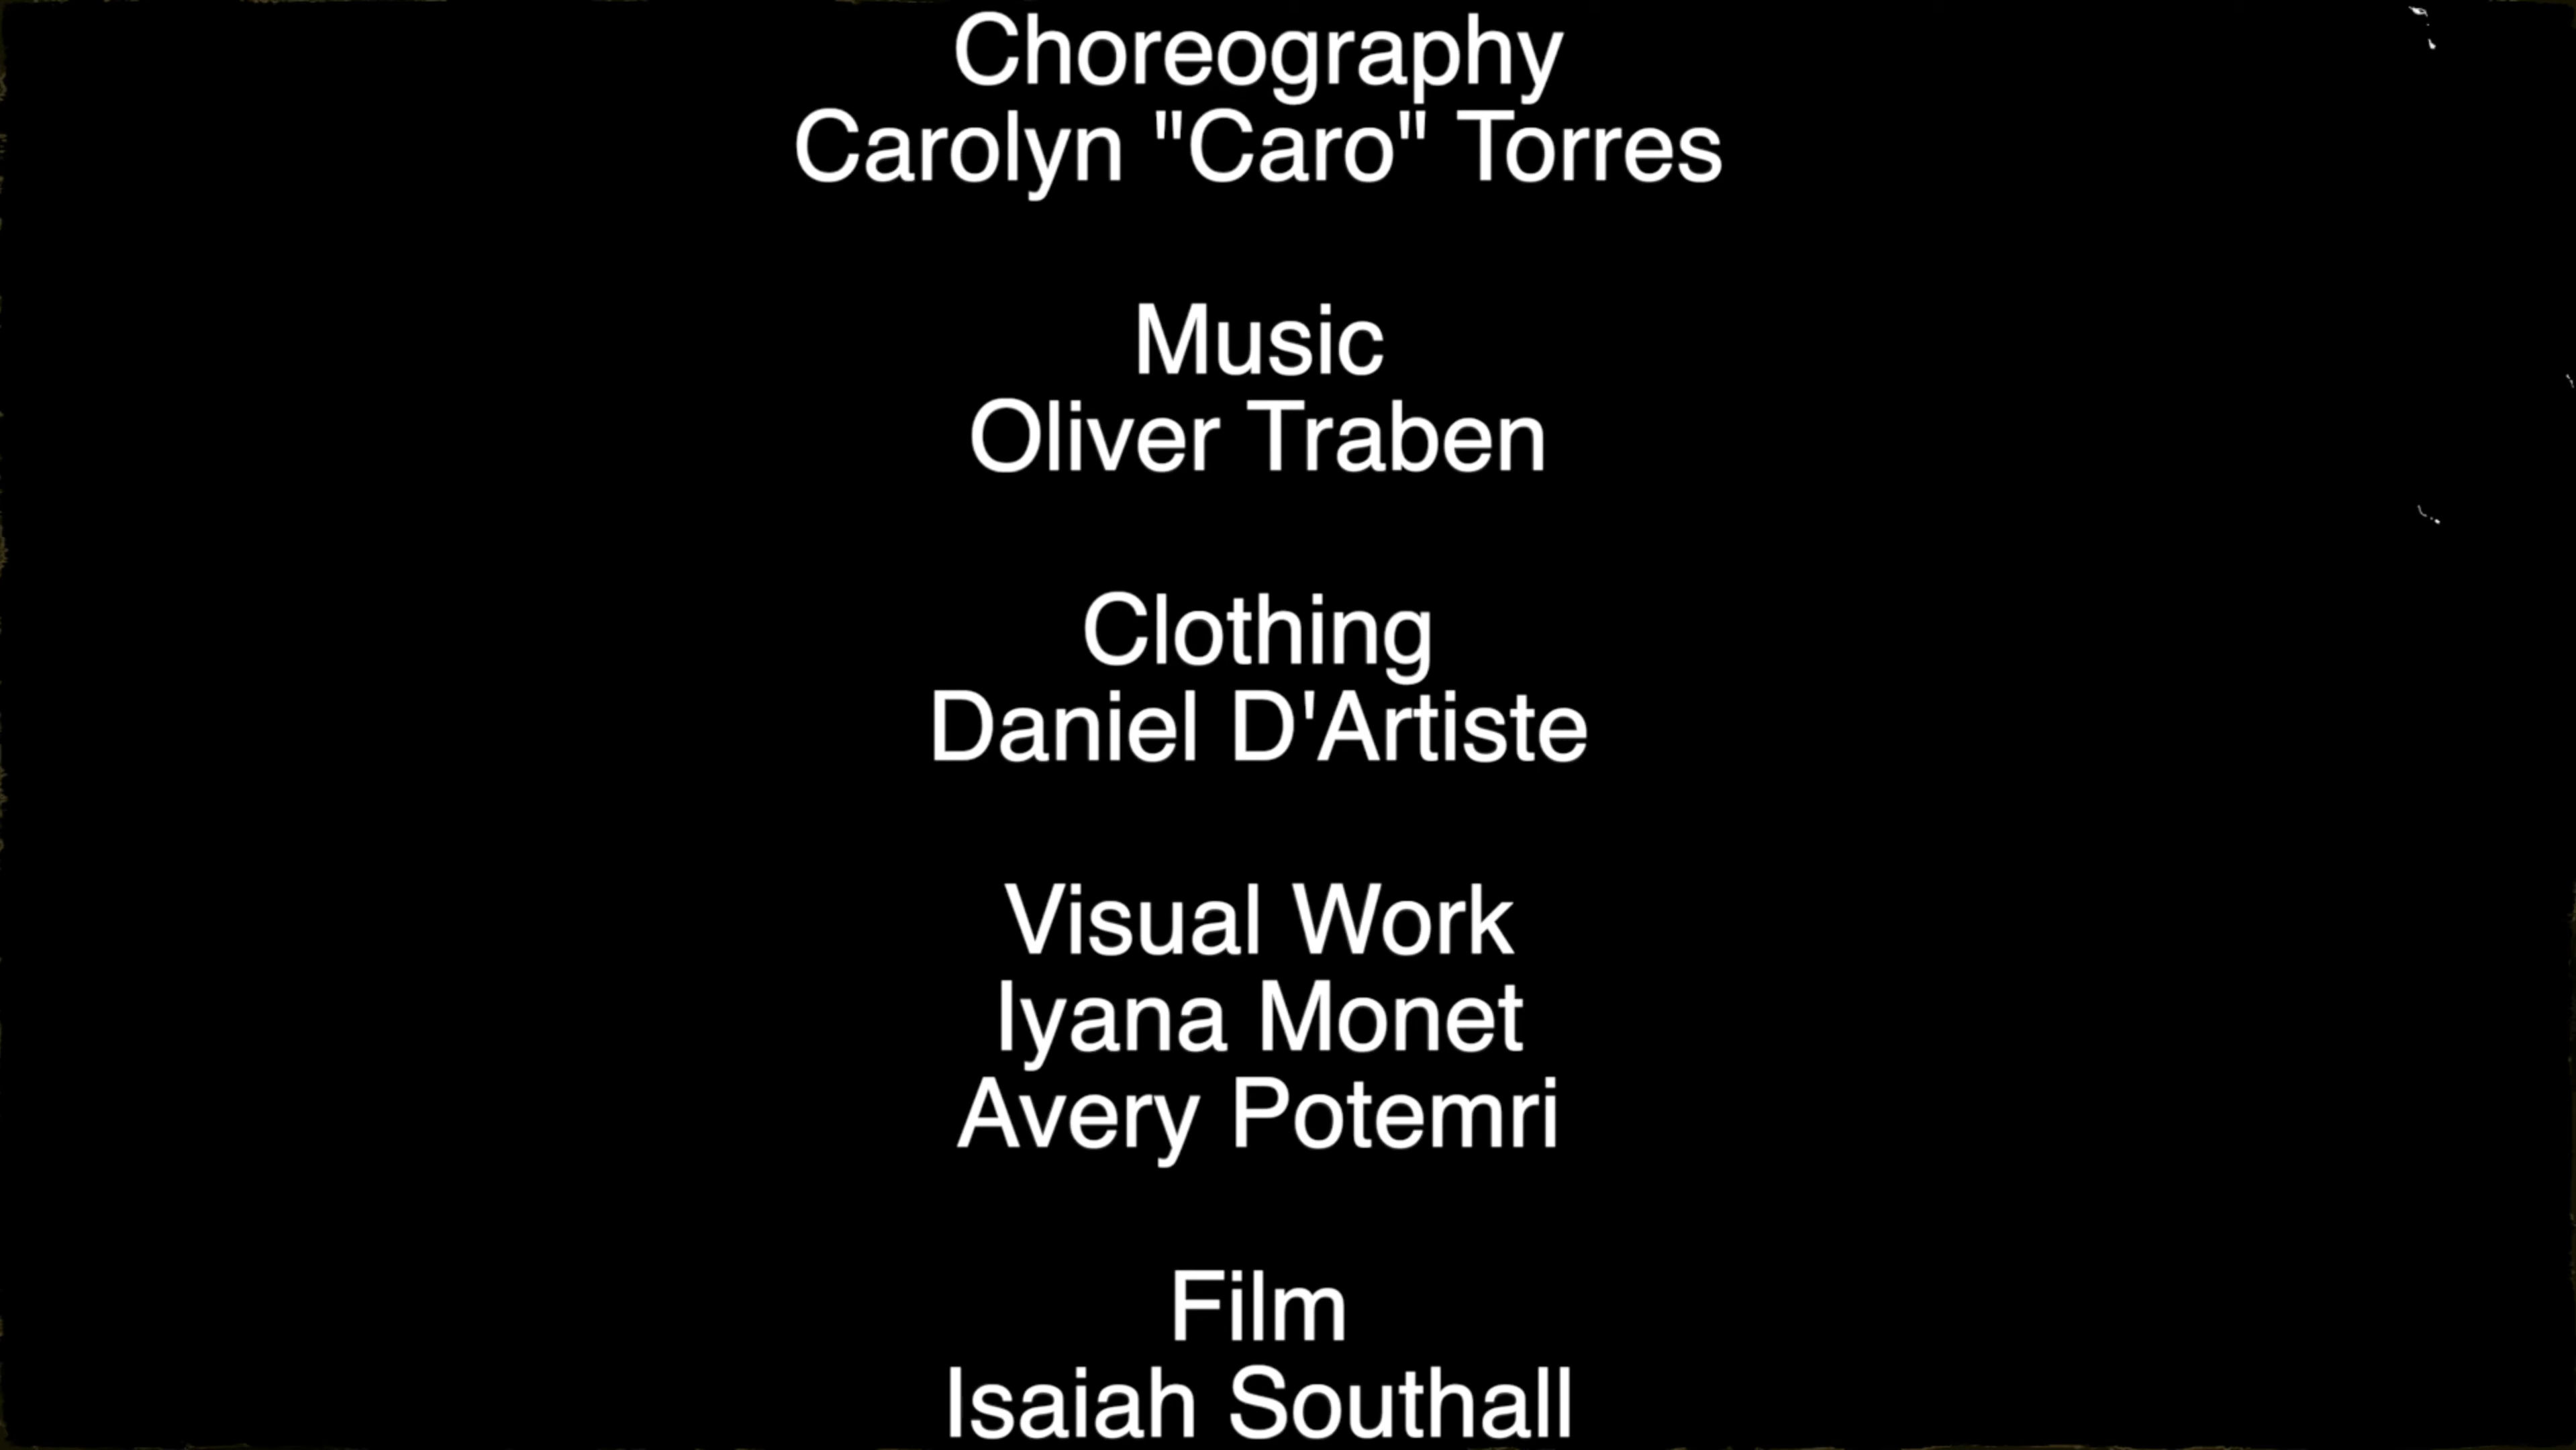 Choreography
Carolyn "Caro" Torres
Music
Oliver Traben
Clothing
Daniel D'Artiste
Visual Work
Iyana Monet
Avery Potemri
Film
Isaiah Southall